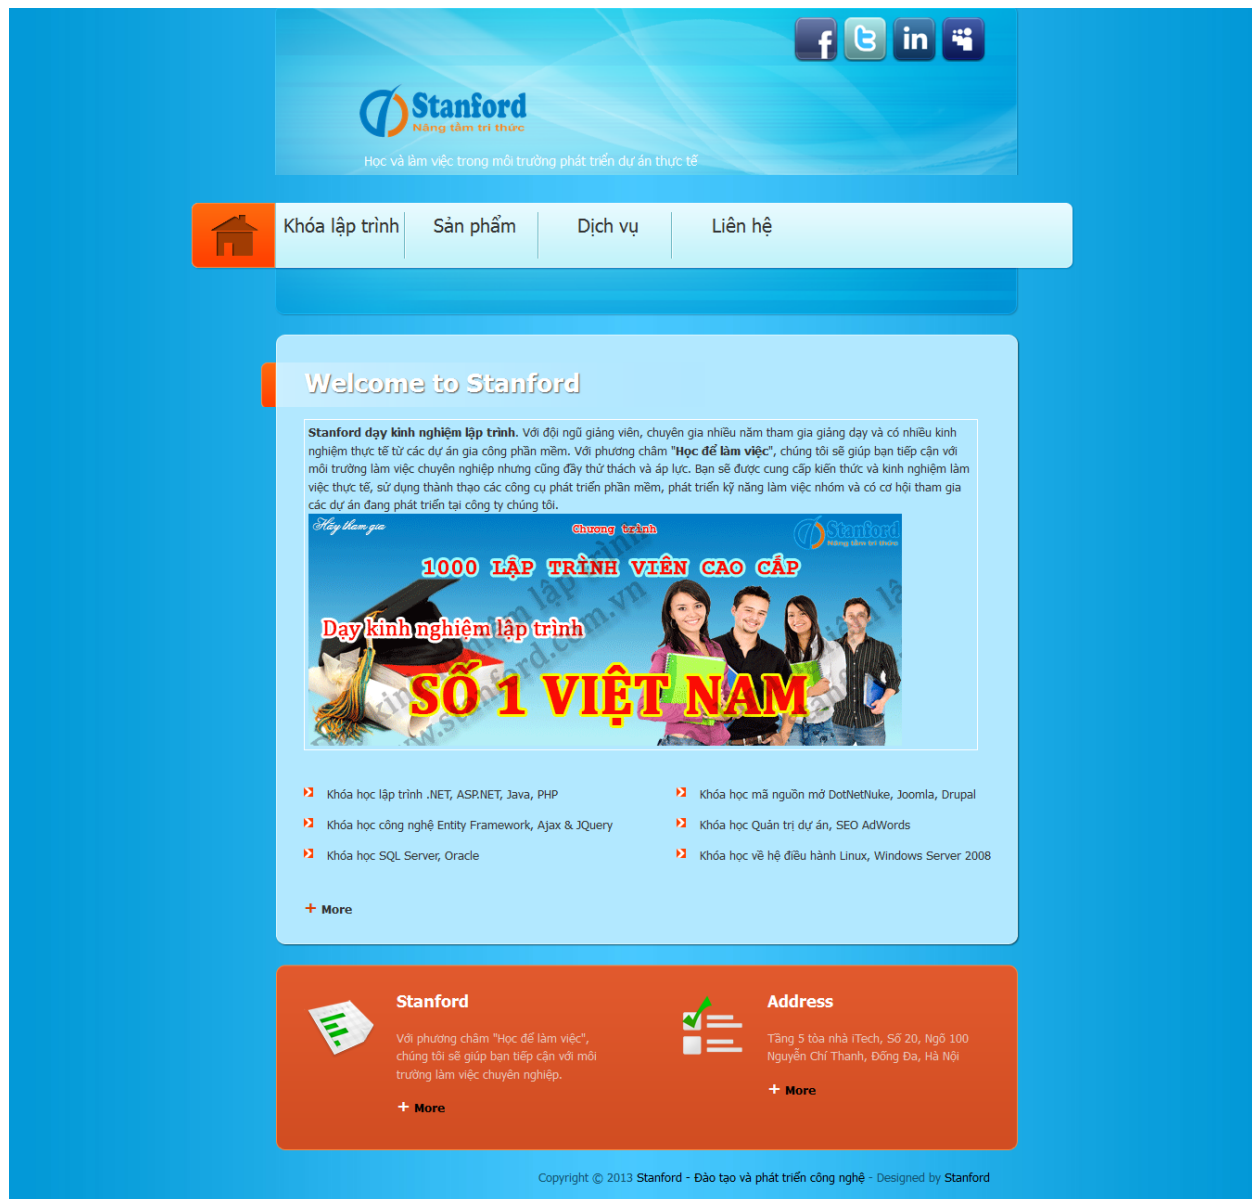 Stanford
Nâng tầm tri thức
Học và làm việc trong môi trường phát triển dự án thực tế
Khóa lập trình Sản phẩm Dịch vụ Liên hệ
Welcome to Stanford
Stanford dạy kinh nghiệm lập trình. Với đội ngũ giảng viên, chuyên gia nhiều năm tham gia giảng dạy và có nhiều kinh
nghiệm thực tế từ các dự án gia công phần mềm. Với phương châm "Học để làm việc", chúng tôi sẽ giúp bạn tiếp cận với
môi trường làm việc chuyên nghiệp nhưng cũng đầy thử thách và áp lực. Bạn sẽ được cung cấp kiến thức và kinh nghiệm làm
việc thực tế, sử dụng thành thạo các công cụ phát triển phần mềm, phát triển kỹ năng làm việc nhóm và có cơ hội tham gia
các dự án đang phát triển tại công ty chúng tôi.
Hãy tham gia
Chương trình
Stanford
Nâng tầm tri thức
1000 LẬP TRÌNH VIÊN CAO CẤP
Dạy kinh nghiệm lập trình
SỐ 1 VIỆT NAM
Khóa học lập trình .NET, ASP.NET, Java, PHP
Khóa học công nghệ Entity Framework, Ajax & JQuery
Khóa học SQL Server, Oracle
Khóa học mã nguồn mở DotNetNuke, Joomla, Drupal
Khóa học Quản trị dự án, SEO AdWords
Khóa học về hệ điều hành Linux, Windows Server 2008
+ More
Stanford
Với phương châm "Học để làm việc",
chúng tôi sẽ giúp bạn tiếp cận với môi
trường làm việc chuyên nghiệp.
+ More
Address
Tầng 5 tòa nhà iTech, Số 20, Ngõ 100
Nguyễn Chí Thanh, Đống Đa, Hà Nội
+ More
Copyright © 2013 Stanford - Đào tạo và phát triển công nghệ - Designed by Stanford